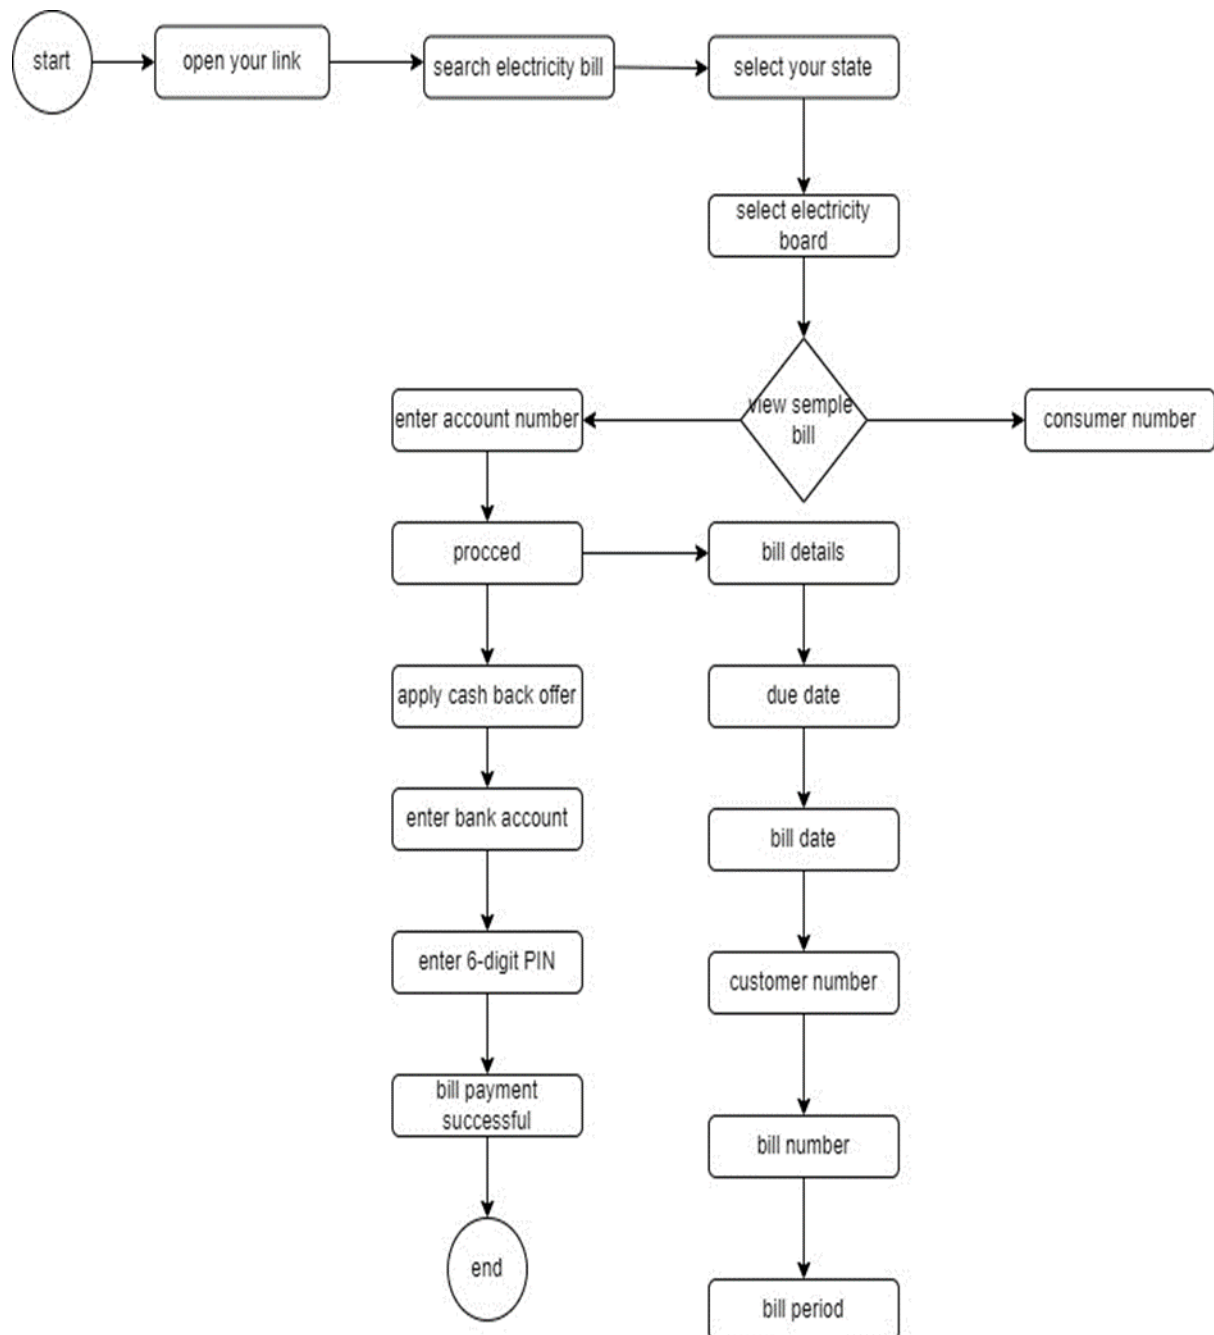 start
open your link
search electricity bill
select your state
select electricity
board
view semple
bill
enter account number
consumer number
procced
bill details
apply cash back offer
due date
enter bank account
bill date
enter 6-digit PIN
customer number
bill payment
successful
bill number
end
bill period